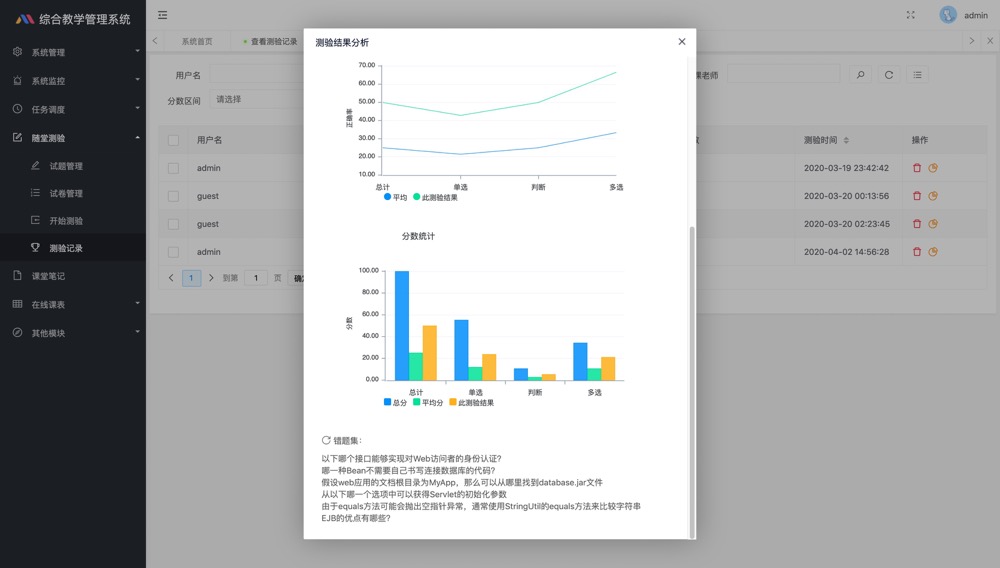 综合教学管理系统
admin
系统首页
查看测验记录
系统管理
系统监控
任务调度
随堂测验
试题管理
试卷管理
开始测验
测验记录
课堂笔记
在线课表
其他模块
用户名
课老师
分数区间
请选择
用户名
测验时间
操作
admin
2020-03-19 23:42:42
guest
2020-03-20 00:13:56
guest
2020-03-20 02:23:45
admin
2020-04-02 14:56:28
1
到第
1
页
测验结果分析
70.00
60.00
50.00
40.00
30.00
20.00
10.00
正确率
总计
单选
判断
多选
平均
此测验结果
分数统计
100.00
80.00
60.00
40.00
20.00
0.00
分数
总计
单选
判断
多选
总分
平均分
此测验结果
错题集：
以下哪个接口能够实现对Web访问者的身份认证?
哪一种Bean不需要自己书写连接数据库的代码?
假设web应用的文档根目录为MyApp，那么可以从哪里找到database.jar文件
从以下哪一个选项中可以获得Servlet的初始化参数
由于equals方法可能会抛出空指针异常，通常使用StringUtil的equals方法来比较字符串
EJB的优点有哪些?